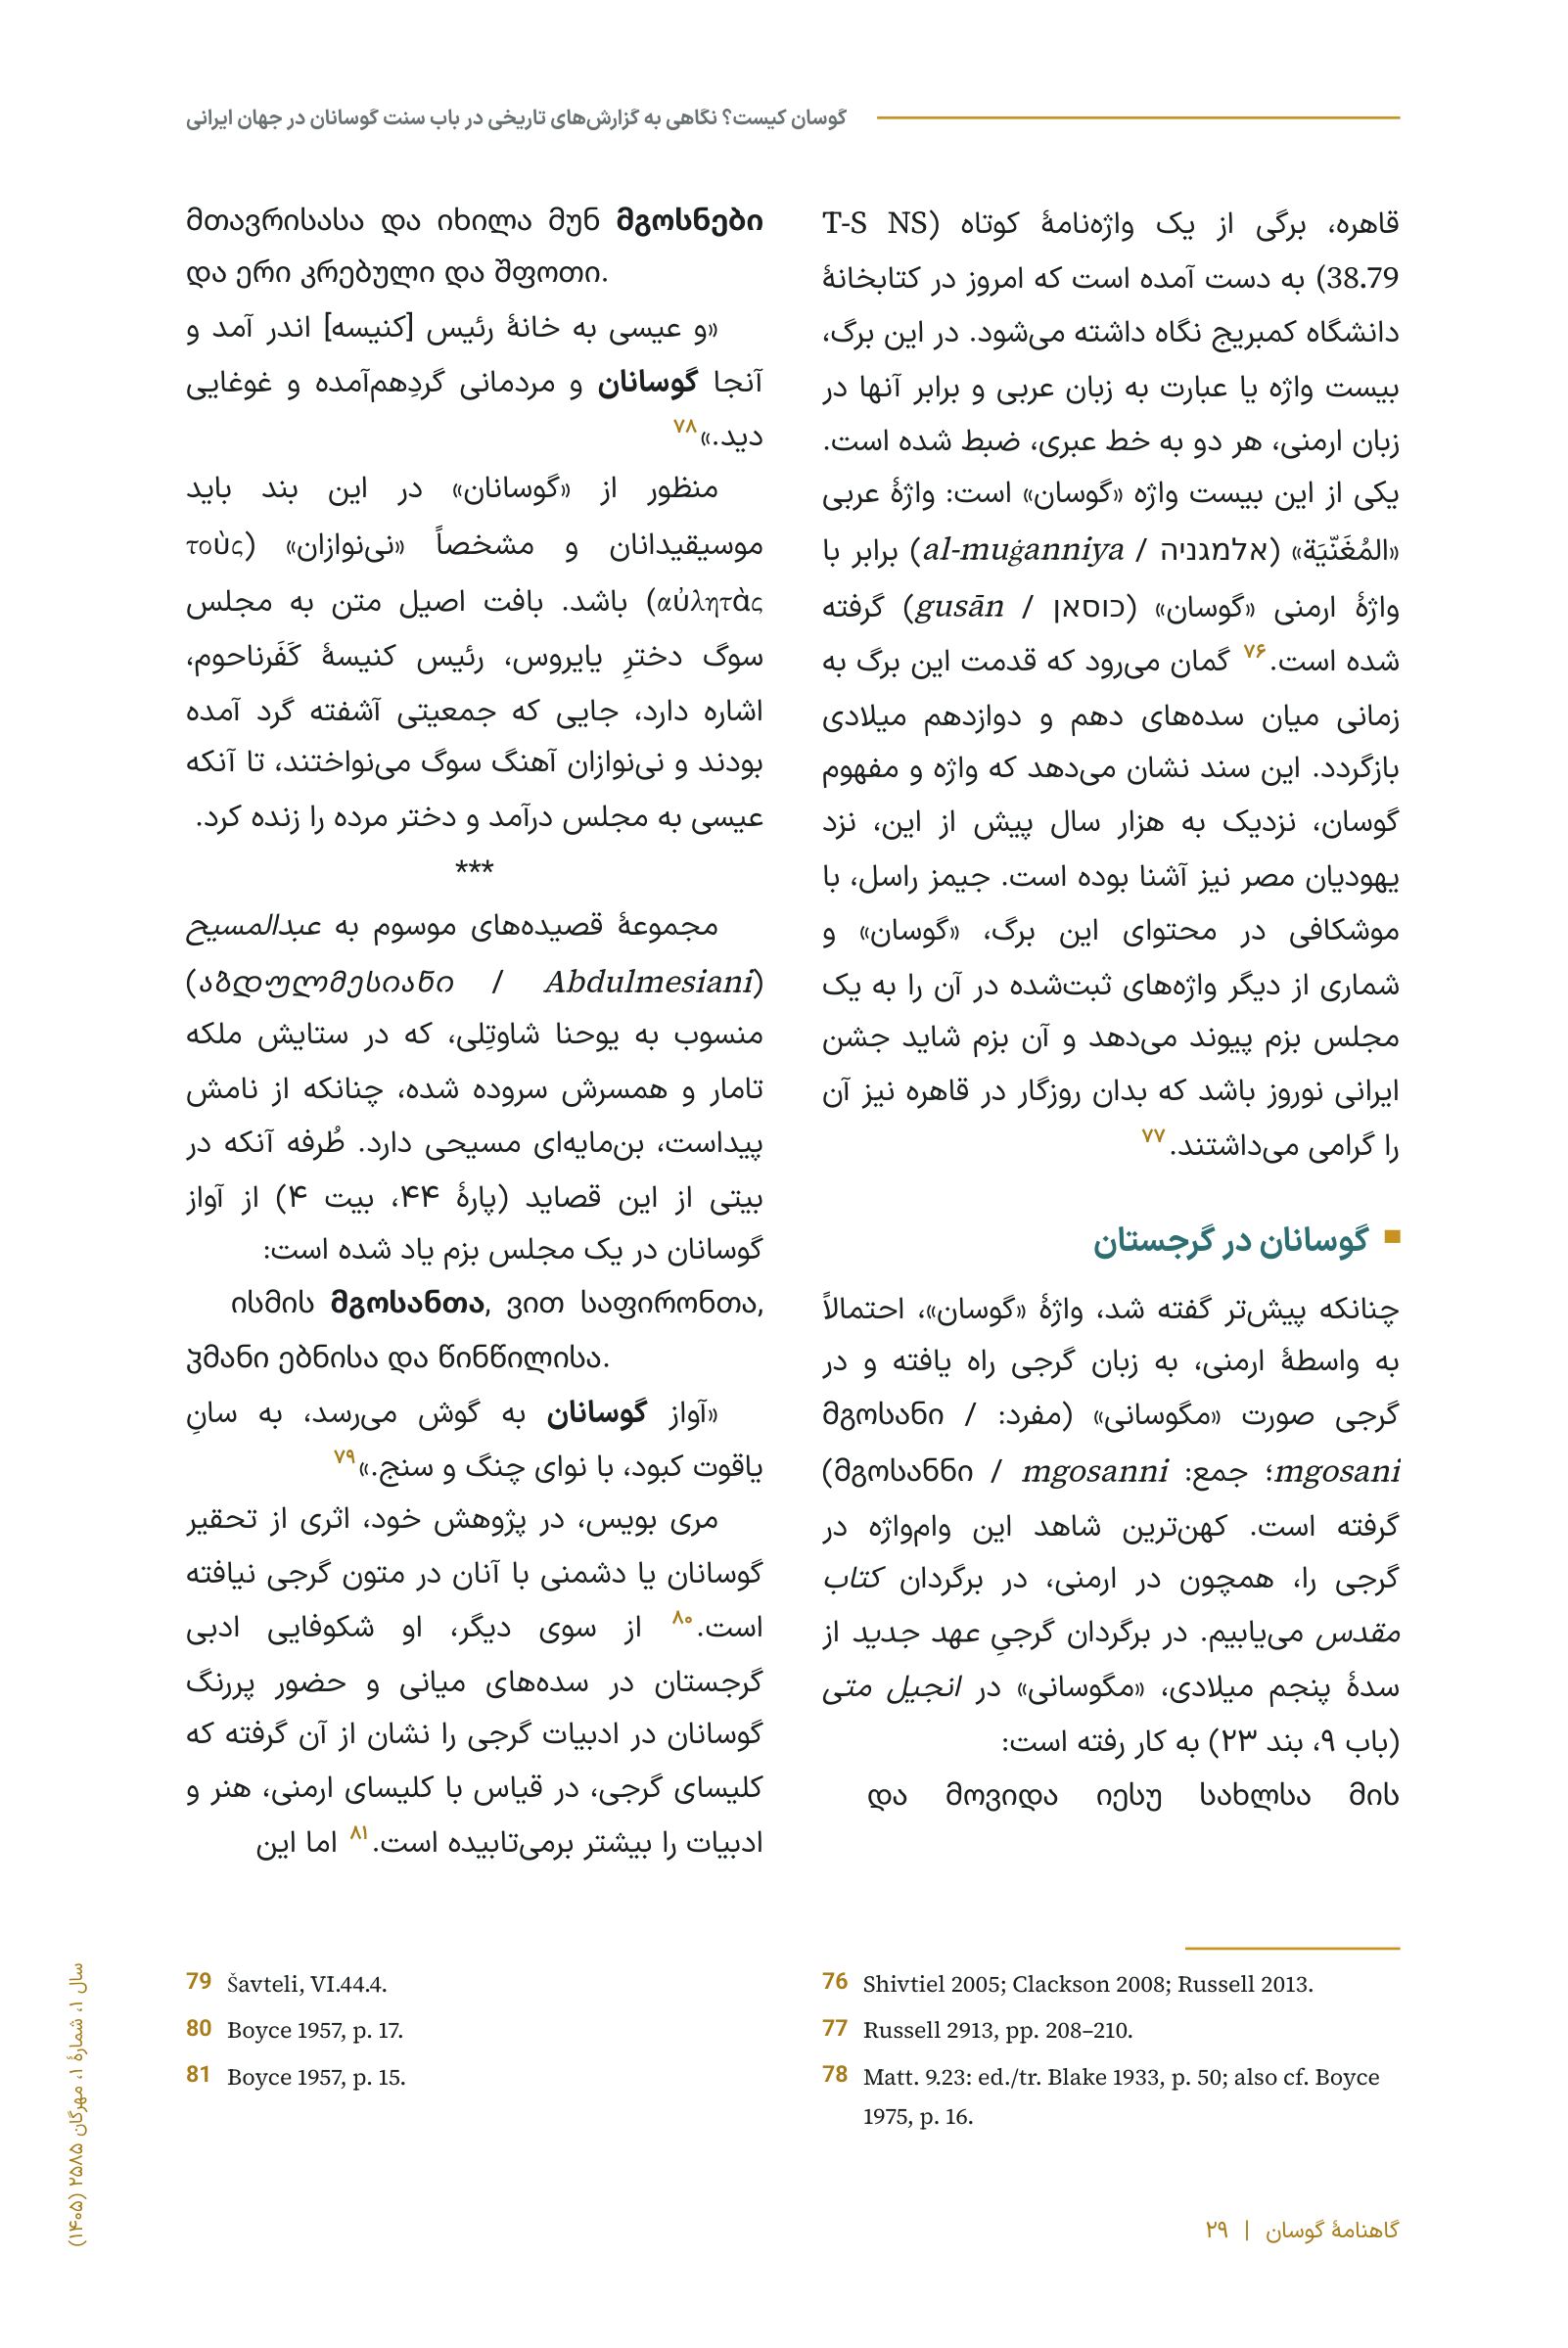 گوسان کیست؟ نگاهی به گزارش‌های تاریخی در باب سنت گوسانان در جهان ایرانی
قاهره، برگی از یک واژه‌نامهٔ کوتاه (T-S NS
38.79) به دست آمده است که امروز در کتابخانهٔ
دانشگاه کمبریج نگاه داشته می‌شود. در این برگ،
بیست واژه یا عبارت به زبان عربی و برابر آنها در
زبان ارمنی، هر دو به خط عبری، ضبط شده است.
یکی از این بیست واژه «گوسان» است: واژهٔ عربی
«المُغَنّیَة» (אלמגניה / al-muġanniya) برابر با
واژهٔ ارمنی «گوسان» (כוסאן / gusān) گرفته
شده است.۷۶ گمان می‌رود که قدمت این برگ به
زمانی میان سده‌های دهم و دوازدهم میلادی
بازگردد. این سند نشان می‌دهد که واژه و مفهوم
گوسان، نزدیک به هزار سال پیش از این، نزد
یهودیان مصر نیز آشنا بوده است. جیمز راسل، با
موشکافی در محتوای این برگ، «گوسان» و
شماری از دیگر واژه‌های ثبت‌شده در آن را به یک
مجلس بزم پیوند می‌دهد و آن بزم شاید جشن
ایرانی نوروز باشد که بدان روزگار در قاهره نیز آن
را گرامی می‌داشتند.۷۷
گوسانان در گرجستان
چنانکه پیش‌تر گفته شد، واژهٔ «گوسان»، احتمالاً
به واسطهٔ ارمنی، به زبان گرجی راه یافته و در
گرجی صورت «مگوسانی» (مفرد: მგოსანი /
mgosani؛ جمع: მგოსანნი / mgosanni)
گرفته است. کهن‌ترین شاهد این وام‌واژه در
گرجی را، همچون در ارمنی، در برگردان کتاب
مقدس می‌یابیم. در برگردان گرجیِ عهد جدید از
سدهٔ پنجم میلادی، «مگوسانی» در انجیل متی
(باب ۹، بند ۲۳) به کار رفته است:
და მოვიდა იესუ სახლსა მის
მთავრისასა და იხილა მუნ მგოსნები
და ერი კრებული და შფოთი.
«و عیسی به خانهٔ رئیس [کنیسه] اندر آمد و
آنجا گوسانان و مردمانی گردِهم‌آمده و غوغایی
دید.»۷۸
منظور از «گوسانان» در این بند باید
موسیقیدانان و مشخصاً «نی‌نوازان» (τοὺς
αὐλητὰς) باشد. بافت اصیل متن به مجلس
سوگ دخترِ یایروس، رئیس کنیسهٔ کَفَرناحوم،
اشاره دارد، جایی که جمعیتی آشفته گرد آمده
بودند و نی‌نوازان آهنگ سوگ می‌نواختند، تا آنکه
عیسی به مجلس درآمد و دختر مرده را زنده کرد.
***
مجموعهٔ قصیده‌های موسوم به عبدالمسیح
(Abdulmesiani / აბდულმესიანი)
منسوب به یوحنا شاوتِلی، که در ستایش ملکه
تامار و همسرش سروده شده، چنانکه از نامش
پیداست، بن‌مایه‌ای مسیحی دارد. طُرفه آنکه در
بیتی از این قصاید (پارهٔ ۴۴، بیت ۴) از آواز
گوسانان در یک مجلس بزم یاد شده است:
ისმის მგოსანთა, ვით საფირონთა,
ჴმანი ებნისა და წინწილისა.
«آواز گوسانان به گوش می‌رسد، به سانِ
یاقوت کبود، با نوای چنگ و سنج.»۷۹
مری بویس، در پژوهش خود، اثری از تحقیر
گوسانان یا دشمنی با آنان در متون گرجی نیافته
است.۸۰ از سوی دیگر، او شکوفایی ادبی
گرجستان در سده‌های میانی و حضور پررنگ
گوسانان در ادبیات گرجی را نشان از آن گرفته که
کلیسای گرجی، در قیاس با کلیسای ارمنی، هنر و
ادبیات را بیشتر برمی‌تابیده است.۸۱ اما این
76 Shivtiel 2005; Clackson 2008; Russell 2013.
77 Russell 2913, pp. 208–210.
78 Matt. 9.23: ed./tr. Blake 1933, p. 50; also cf. Boyce
1975, p. 16.
79 Šavteli, VI.44.4.
80 Boyce 1957, p. 17.
81 Boyce 1957, p. 15.
سال ۱، شمارهٔ ۱، مهرگان ۲۵۸۵ (۱۴۰۵)
گاهنامهٔ گوسان | ۲۹